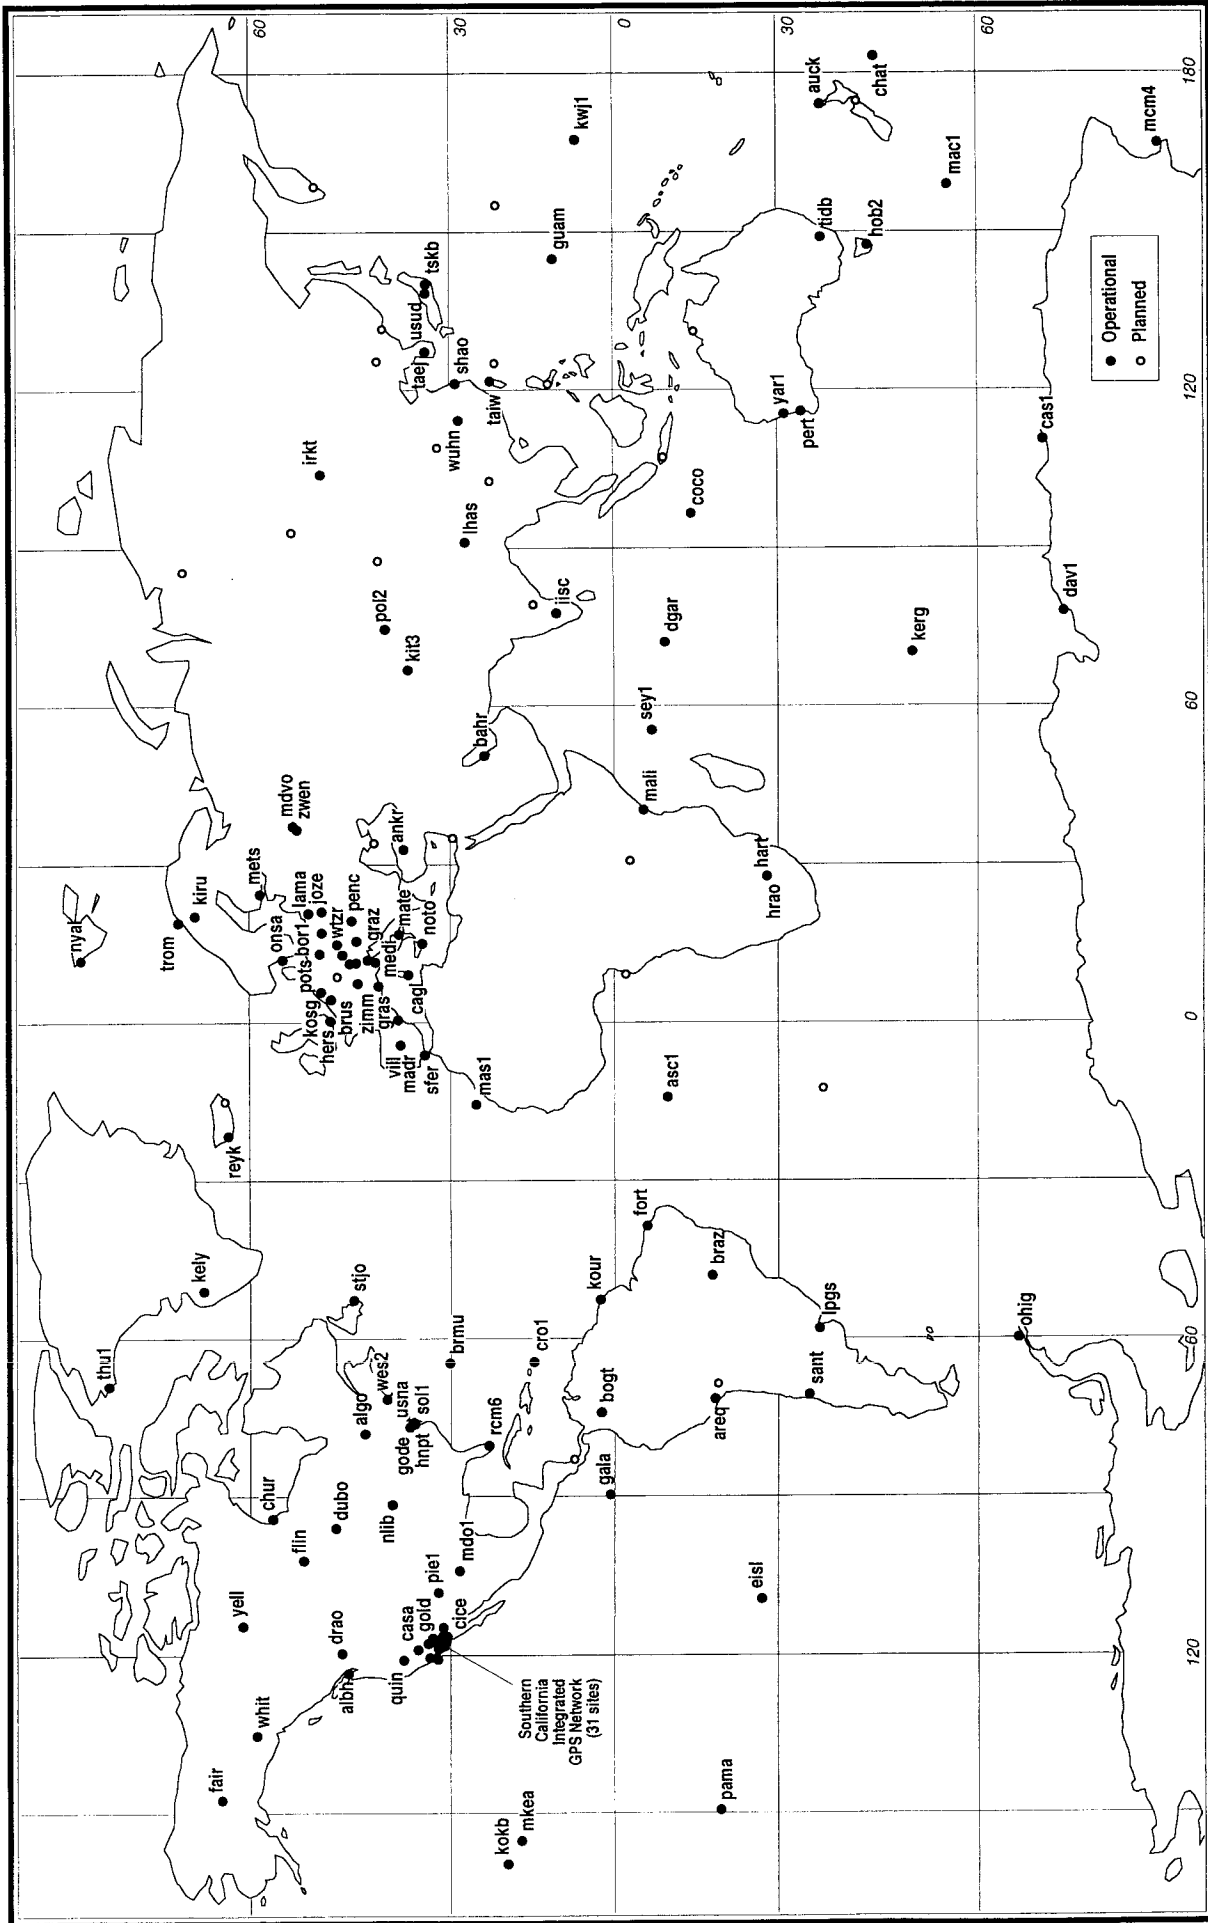 60
30
0
30
60
180
120
60
0
60
120
fair
whit
yell
kokb
mkea
pama
drao
albh
quin
casa
gold
cice
pie1
mdo1
Southern
California
Integrated
GPS Network
(31 sites)
eisl
chur
flin
dubo
nlib
algo
wes2
usna
sol1
gode
hnpt
rcm6
brmu
cro1
stjo
thu1
kely
reyk
bogt
gala
kour
fort
braz
areq
sant
lpgs
ohig
asc1
mas1
nyal
trom
kiru
mets
onsa
lama
joze
pots
bor1
wtzr
penc
graz
kosg
hers
brus
zimm
gras
medi
mate
cagl
noto
vill
madr
sfer
ankr
mdvo
zwen
bahr
mali
sey1
hart
hrao
kerg
dgar
iisc
kit3
pol2
lhas
irkt
wuhn
shao
taiw
taej
usud
tskb
guam
kwj1
coco
yar1
pert
tidb
hob2
auck
chat
mac1
mcm4
cas1
dav1
Operational
Planned